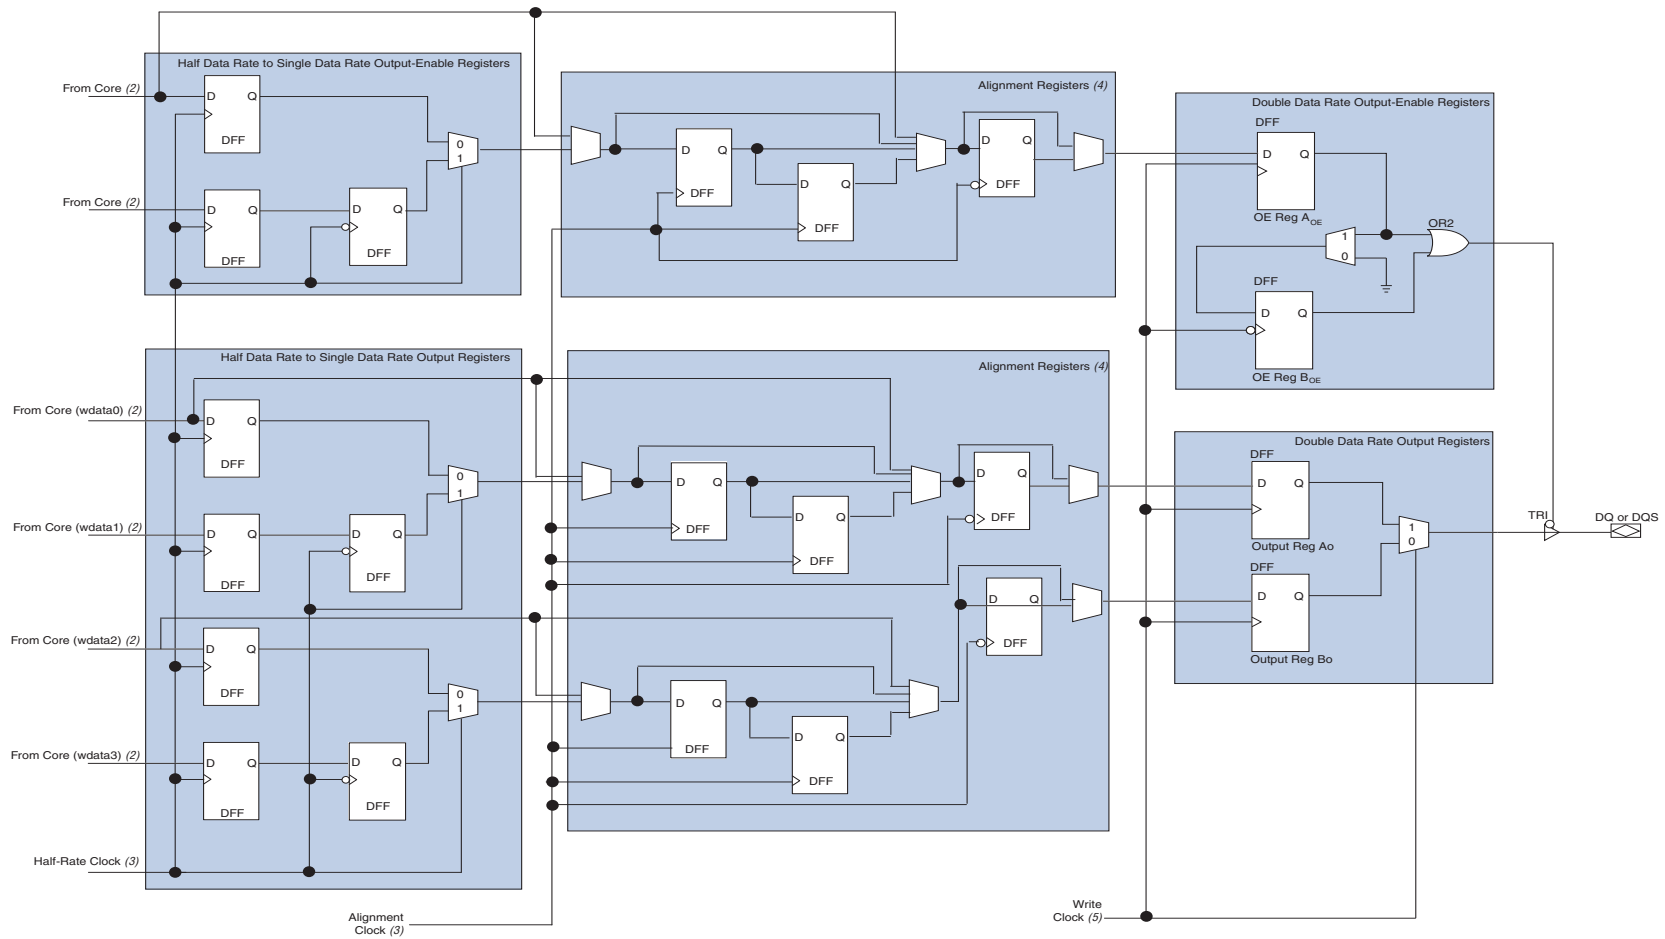 Half Data Rate to Single Data Rate Output-Enable Registers
From Core (2)
D Q
DFF
0
1
From Core (2)
D Q
DFF
D Q
DFF
Alignment Registers (4)
D Q
DFF
D Q
DFF
D Q
DFF
Double Data Rate Output-Enable Registers
DFF
D Q
OE Reg AOE
1
0
OR2
DFF
D Q
OE Reg BOE
Half Data Rate to Single Data Rate Output Registers
From Core (wdata0) (2)
D Q
DFF
0
1
From Core (wdata1) (2)
D Q
DFF
D Q
DFF
From Core (wdata2) (2)
D Q
DFF
0
1
From Core (wdata3) (2)
D Q
DFF
D Q
DFF
Half-Rate Clock (3)
Alignment Registers (4)
D Q
DFF
D Q
DFF
D Q
DFF
D Q
DFF
D Q
DFF
D Q
DFF
Alignment
Clock (3)
Double Data Rate Output Registers
DFF
D Q
Output Reg Ao
1
0
DFF
D Q
Output Reg Bo
TRI
DQ or DQS
Write
Clock (5)